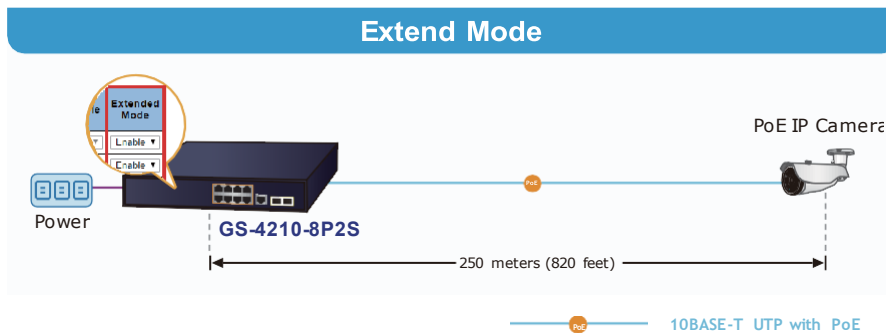 Extend Mode
le
Extended
Mode
Enable
Enable
PoE IP Camera
PoE
Power
GS-4210-8P2S
250 meters (820 feet)
PoE
10BASE-T UTP with PoE